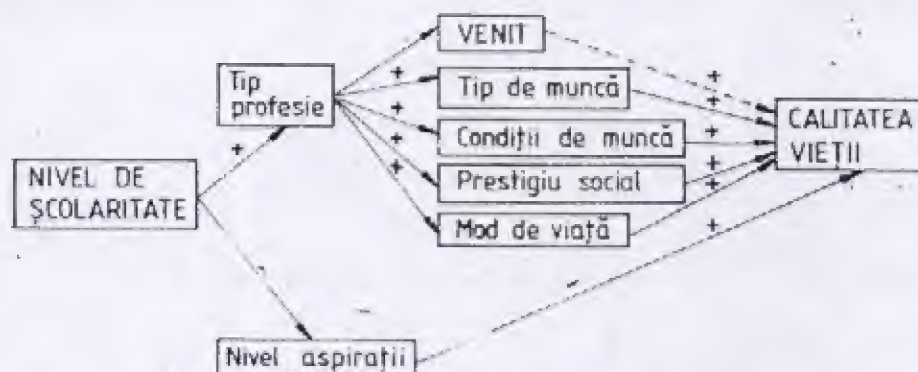 VENIT
Tip
profesie
Tip de muncă
CALITATEA
VIEȚII
Condiții de muncă
NIVEL DE
ȘCOLARITATE
Prestigiu social
Mod de viață
Nivel aspirații
+
+
+
+
+
+
+
+
+
+
+
-
-